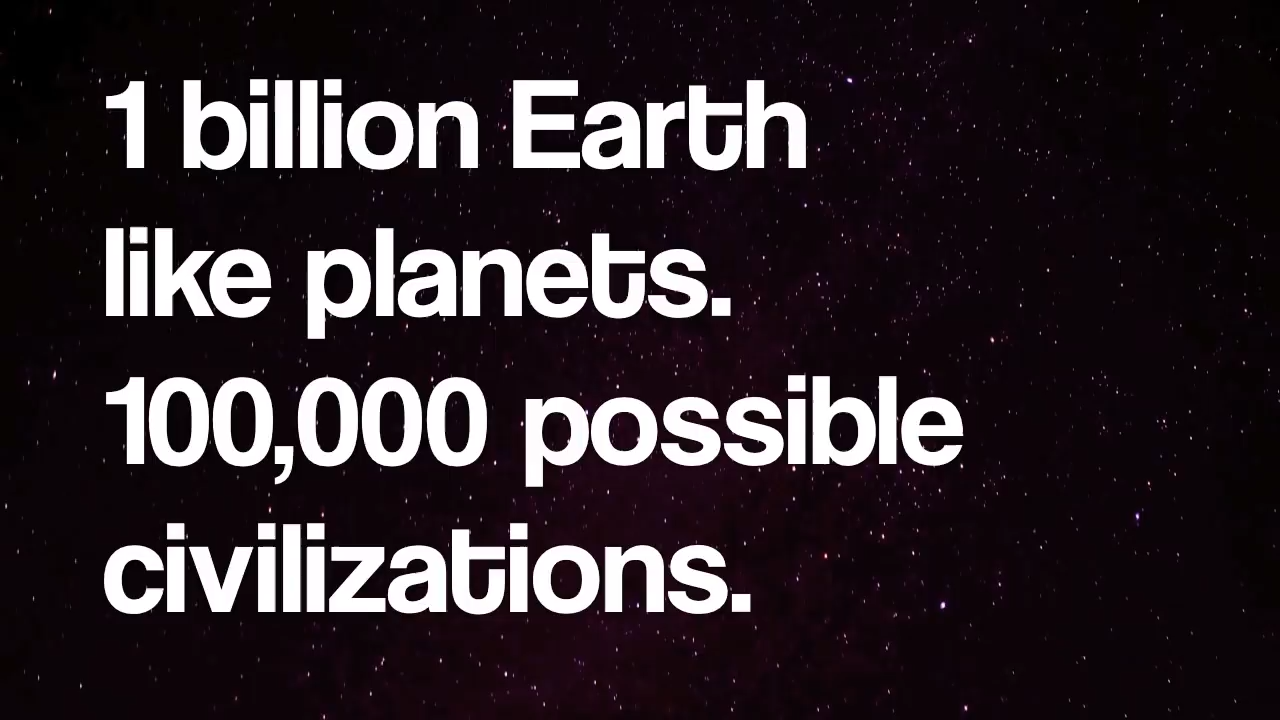 1 billion Earth
like planets.
100,000 possible
civilizations.